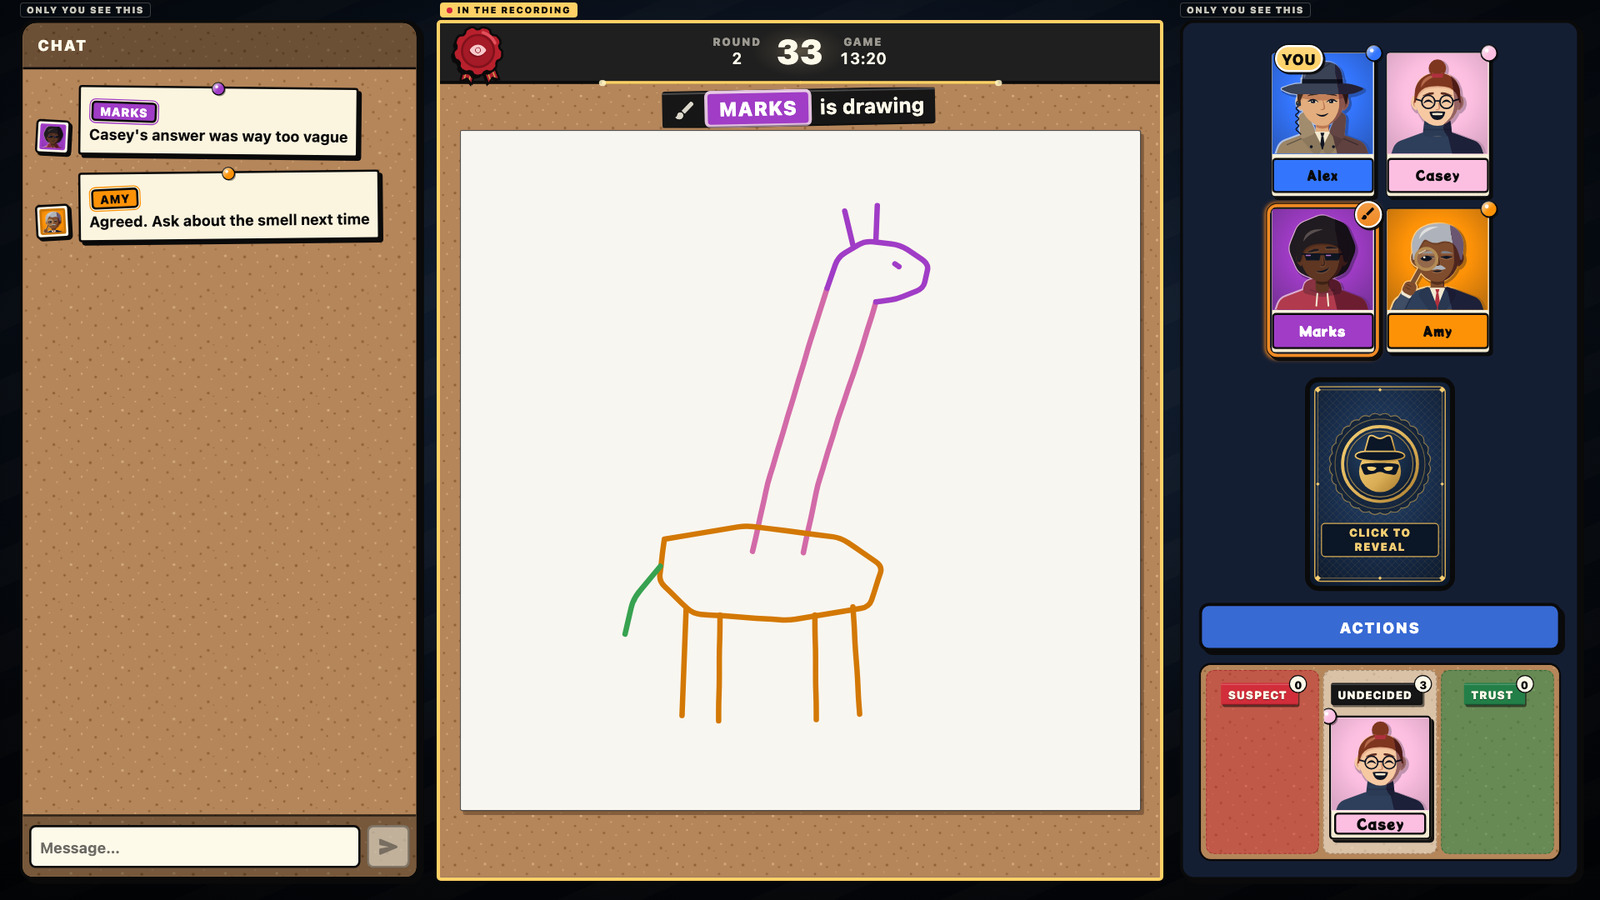 ONLY YOU SEE THIS
CHAT
MARKS
Casey's answer was way too vague
AMY
Agreed. Ask about the smell next time
Message...
IN THE RECORDING
ROUND
2
33
GAME
13:20
MARKS is drawing
ONLY YOU SEE THIS
YOU
Alex
Casey
Marks
Amy
CLICK TO
REVEAL
ACTIONS
SUSPECT 0
UNDECIDED 3
TRUST 0
Casey